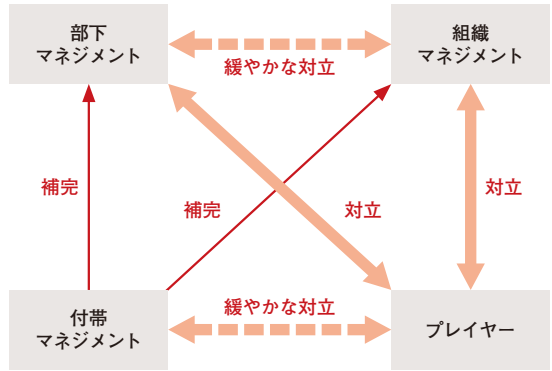 部下
マネジメント
組織
マネジメント
緩やかな対立
補完
補完
対立
対立
緩やかな対立
付帯
マネジメント
プレイヤー